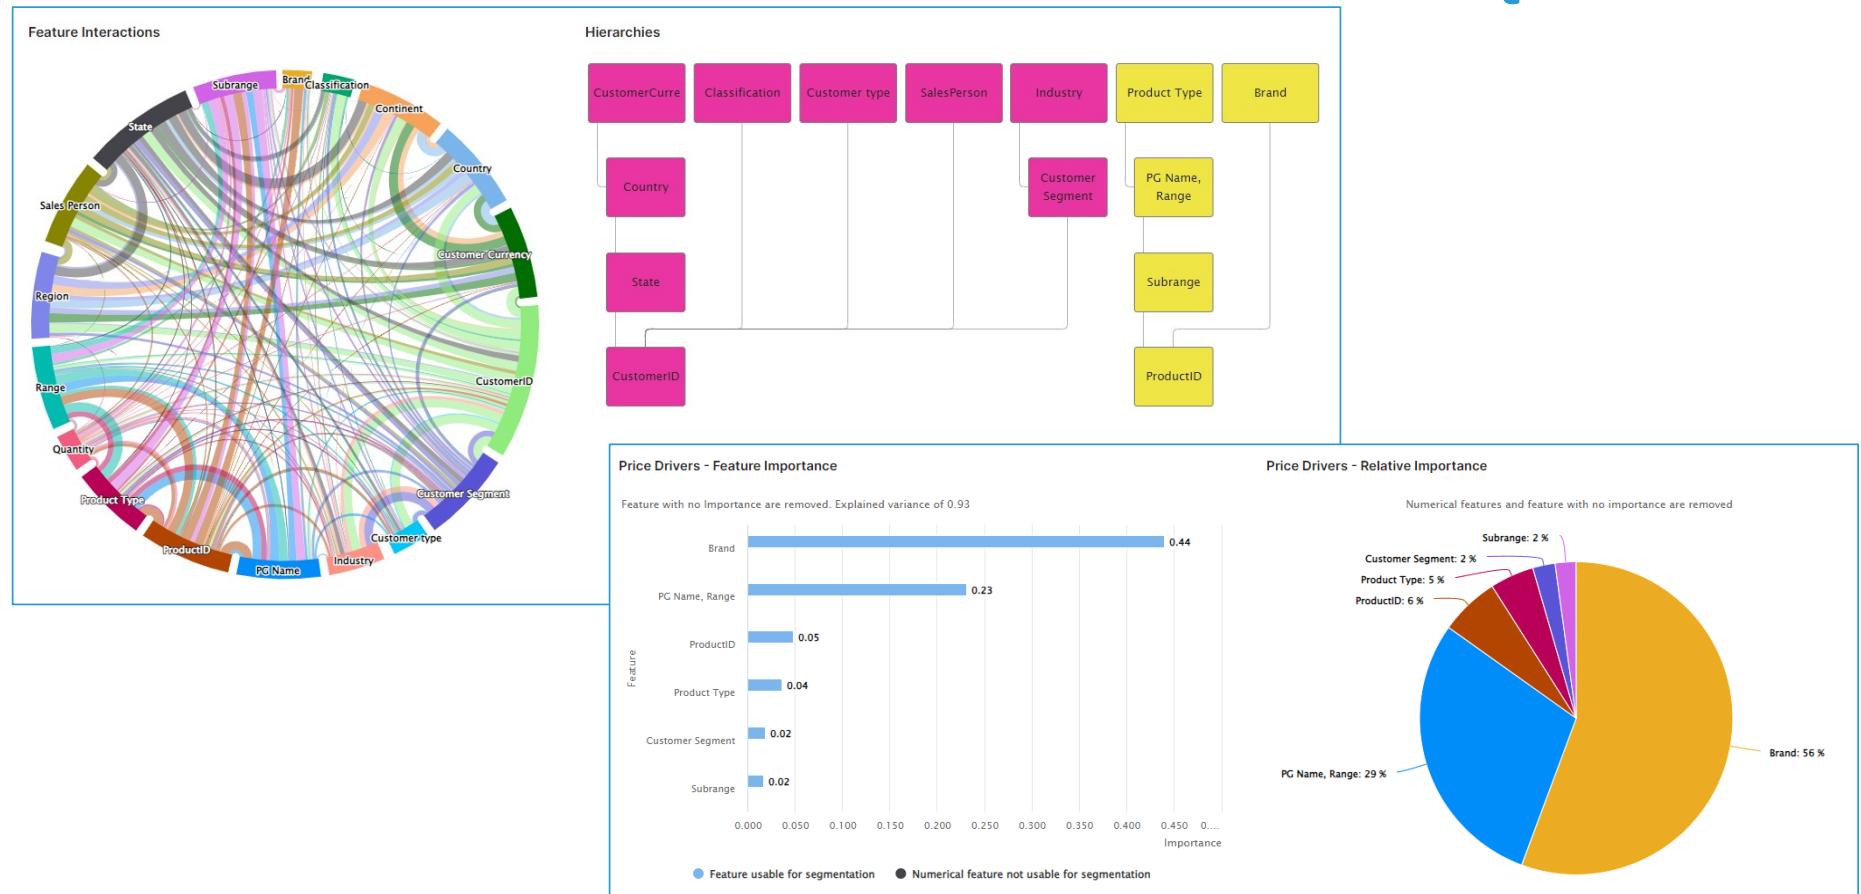 Feature Interactions
Subrange
Brand
Classification
Continent
State
Country
Sales Person
Customer Currency
Region
Range
CustomerID
Quantity
Product Type
Customer Segment
ProductID
Customer type
PG Name
Industry
Hierarchies
CustomerCurre
Classification
Customer type
SalesPerson
Industry
Product Type
Brand
Country
Customer
Segment
PG Name,
Range
State
Subrange
CustomerID
ProductID
Price Drivers - Feature Importance
Feature with no Importance are removed. Explained variance of 0.93
Feature
Brand
0.44
PG Name, Range
0.23
ProductID
0.05
Product Type
0.04
Customer Segment
0.02
Subrange
0.02
0.000 0.050 0.100 0.150 0.200 0.250 0.300 0.350 0.400 0.450 0....
Importance
Feature usable for segmentation
Numerical feature not usable for segmentation
Price Drivers - Relative Importance
Numerical features and feature with no importance are removed
Subrange: 2 %
Customer Segment: 2 %
Product Type: 5 %
ProductID: 6 %
PG Name, Range: 29 %
Brand: 56 %